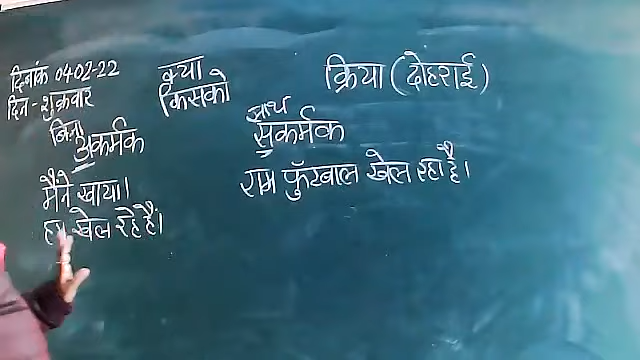 दिनांक 04-02-22
दिन - शुक्रवार
क्या
किसको
क्रिया (दोहराई)
बिना
अकर्मक
मैंने खाया।
हम खेल रहे हैं।
साथ
सकर्मक
राम फुॅटबाल खेल रहा है।